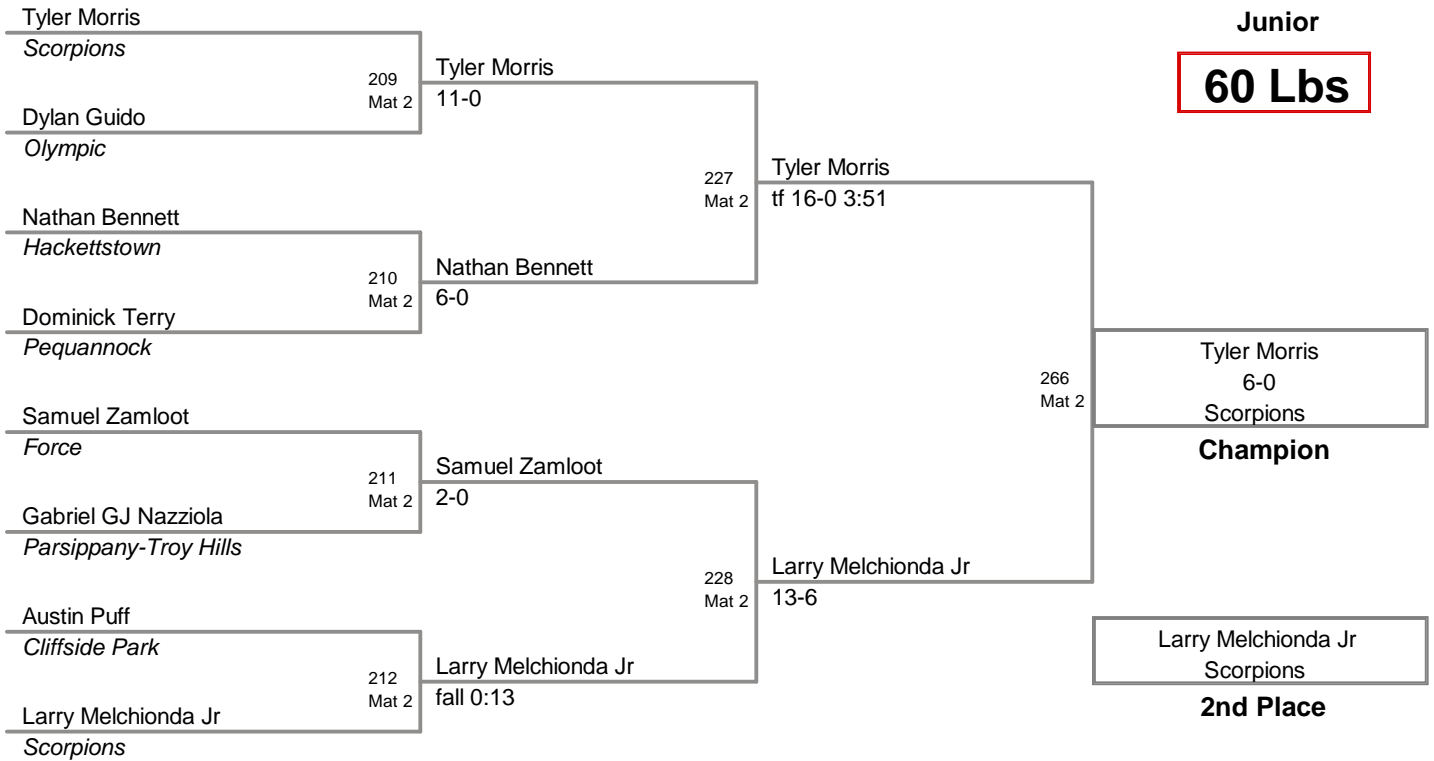 Tyler Morris
Scorpions
209
Mat 2
Dylan Guido
Olympic
Tyler Morris
11-0
Nathan Bennett
Hackettstown
210
Mat 2
Dominick Terry
Pequannock
Nathan Bennett
6-0
227
Mat 2
Tyler Morris
tf 16-0 3:51
Samuel Zamloot
Force
211
Mat 2
Gabriel GJ Nazziola
Parsippany-Troy Hills
Samuel Zamloot
2-0
Austin Puff
Cliffside Park
212
Mat 2
Larry Melchionda Jr
Scorpions
Larry Melchionda Jr
fall 0:13
228
Mat 2
Larry Melchionda Jr
13-6
266
Mat 2
Junior
60 Lbs
Tyler Morris
6-0
Scorpions
Champion
Larry Melchionda Jr
Scorpions
2nd Place